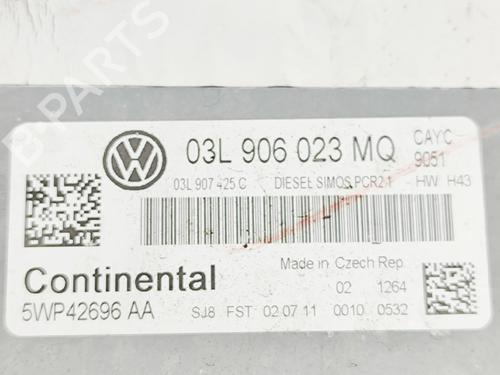 B-PARTS
03L 906 023 MQ CAYC
9051
03L 907 425 C DIESEL SIMOS PCR2.1 HW H43
Continental
Made in Czech Rep.
02 1264
5WP42696 AA SJ8 FST 02 07 11 0010 0532